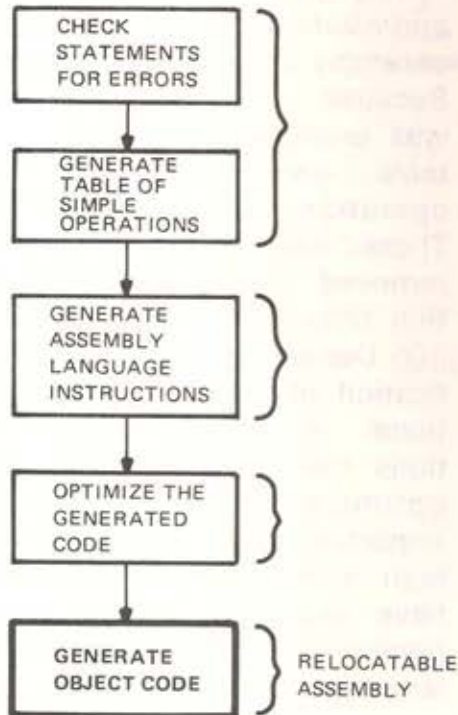 CHECK
STATEMENTS
FOR ERRORS
GENERATE
TABLE OF
SIMPLE
OPERATIONS
GENERATE
ASSEMBLY
LANGUAGE
INSTRUCTIONS
OPTIMIZE THE
GENERATED
CODE
GENERATE
OBJECT CODE
RELOCATABLE
ASSEMBLY